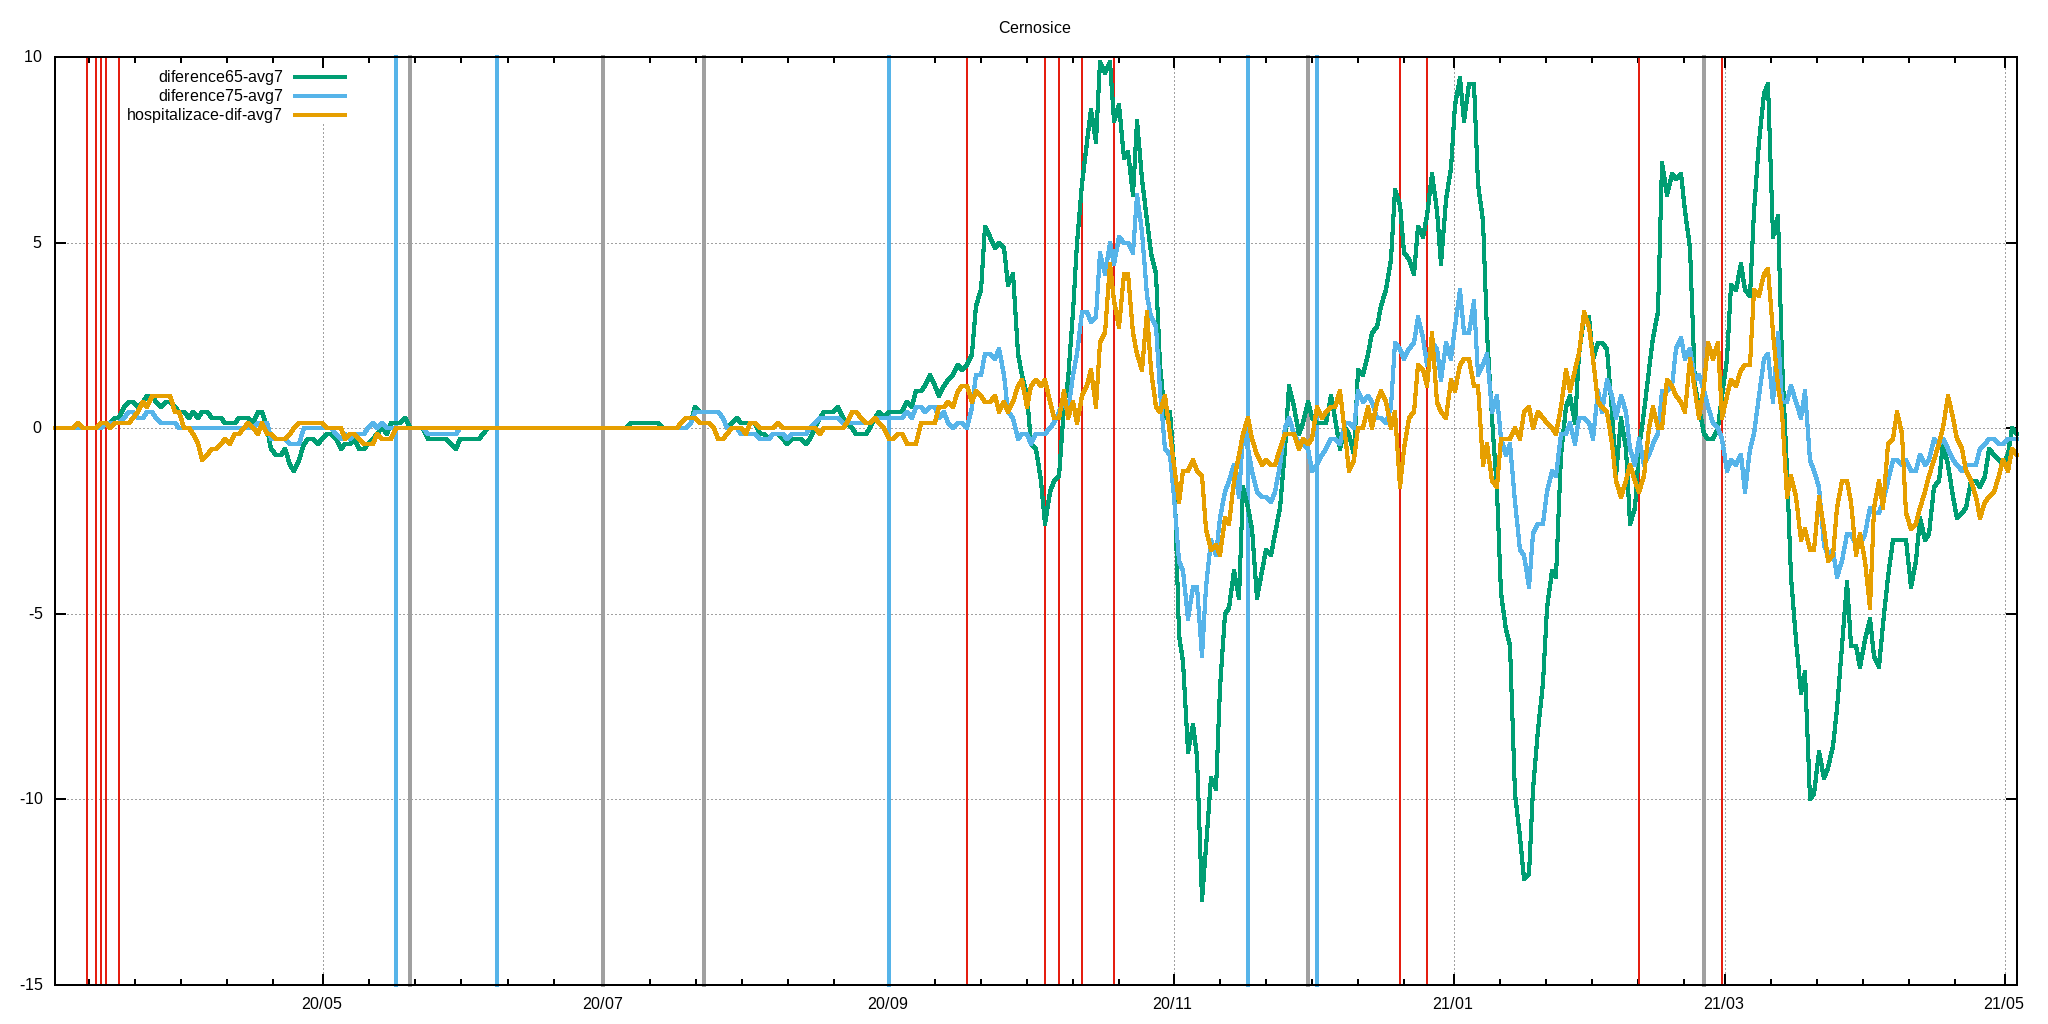 Cernosice
10
diference65-avg7
diference75-avg7
hospitalizace-dif-avg7
5
0
-5
-10
-15
20/05 20/07 20/09 20/11 21/01 21/03 21/05